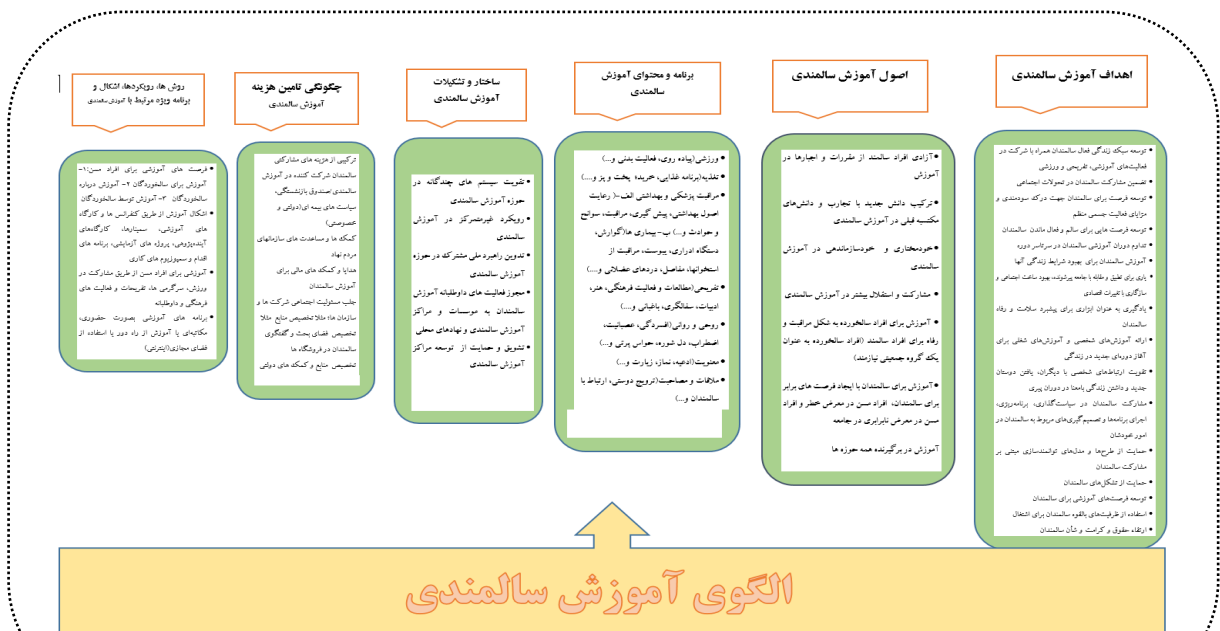 اهداف آموزش سالمندی
• توسعه سبک زندگی فعال سالمندان همراه با شرکت در
فعالیت‌های آموزشی، تفریحی و ورزشی
• تضمین مشارکت سالمندان در تحولات اجتماعی
• توسعه فرصت برای سالمندان جهت درک سودمندی و
مزایای فعالیت جسمی منظم
• توسعه فرصت هایی برای سالم و فعال ماندن سالمندان
• تداوم دوران آموزشی سالمندان در سرتاسر دوره
• آموزش سالمندان برای بهبود شرایط زندگی آنها
• یاری برای تطبیق و مقابله با جامعه پیرشونده، بهبود ساخت اجتماعی و
سازگاری با تغییرات اقتصادی
• یادگیری به عنوان ابزاری برای پیشبرد سلامت و رفاه
سالمندان
• ارائه آموزش‌های شخصی و آموزش‌های شغلی برای
آغاز دوره‌ای جدید در زندگی
• تقویت ارتباط‌های شخصی با دیگران، یافتن دوستان
جدید و داشتن زندگی بامعنا در دوران پیری
• مشارکت سالمندان در سیاست‌گذاری، برنامه‌ریزی،
اجرای برنامه‌ها و تصمیم گیری‌های مربوط به سالمندان در
امور خودشان
• حمایت از طرح‌ها و مدل‌های توانمندسازی مبتنی بر
مشارکت سالمندان
• حمایت از تشکل‌های سالمندان
• توسعه فرصت‌های آموزشی برای سالمندان
• استفاده از ظرفیت‌های بالقوه سالمندان برای اشتغال
• ارتقاء حقوق و کرامت و شأن سالمندان
اصول آموزش سالمندی
•آزادی افراد سالمند از مقررات و اجبارها در
آموزش
•ترکیب دانش جدید با تجارب و دانش‌های
مکتسبه قبلی در آموزش سالمندی
•خودمختاری و خودسازماندهی در آموزش
سالمندی
• مشارکت و استقلال بیشتر در آموزش سالمندی
•آموزش برای افراد سالخورده به شکل مراقبت و
رفاه برای افراد سالمند (افراد سالخورده به عنوان
یک گروه جمعیتی نیازمند)
•آموزش برای سالمندان با ایجاد فرصت های برابر
برای سالمندان، افراد مسن در معرض خطر و افراد
مسن در معرض نابرابری در جامعه
آموزش در برگیرنده همه حوزه ها
برنامه و محتوای آموزش
سالمندی
• ورزشی(پیاده روی، فعالیت بدنی و...)
• تغذیه(برنامه غذایی، خرید، پخت و پز و....)
• مراقبت پزشکی و بهداشتی الف-( رعایت
اصول بهداشتی، پیش گیری، مراقبت، سوانح
و حوادث و...) ب- بیماری ها(گوارش،
دستگاه ادراری، یبوست، مراقبت از
استخوانها، مفاصل، دردهای عضلانی و....)
• تفریحی(مطالعات و فعالیت فرهنگی، هنر،
ادبیات، سفالگری، باغبانی و....)
• روحی و روانی(افسردگی، عصبانیت،
اضطراب، دل شوره، حواس پرتی و...)
• معنویت(ادعیه، نماز، زیارت و...)
• ملاقات و مصاحبت(ترویج دوستی، ارتباط با
سالمندان و...)
ساختار و تشکیلات
آموزش سالمندی
• تقویت سیستم های چندگانه در
حوزه آموزش سالمندی
• رویکرد غیرمتمرکز در آموزش
سالمندی
• تدوین راهبرد ملی مشترک در حوزه
آموزش سالمندی
• مجوز فعالیت های داوطلبانه آموزش
سالمندان به موسسات و مراکز
آموزش سالمندی و نهادهای محلی
• تشویق و حمایت از توسعه مراکز
آموزش سالمندی
چگونگی تامین هزینه
آموزش سالمندی
ترکیبی از هزینه های مشارکتی
سالمندان شرکت کننده در آموزش
سالمندی/صندوق بازنشستگی،
سیاست های بیمه ای(دولتی و
خصوصی)
کمک ها و مساعدت های سازمانهای
مردم نهاد
هدایا و کمک های مالی برای
آموزش سالمندان
جلب مسئولیت اجتماعی شرکت ها و
سازمان ها؛ مثلا تخصیص منابع مثلا
تخصیص فضای بحث و گفتگوی
سالمندان در فروشگاه ها
تخصیص منابع و کمک های دولتی
روش ها، رویکردها، اشکال و
برنامه ویژه مرتبط با آموزش سالمندی
• فرصت های آموزشی برای افراد مسن:۱-
آموزش برای سالخوردگان ۲- آموزش درباره
سالخوردگان ۳- آموزش توسط سالخوردگان
• اشکال آموزش از طریق کنفرانس ها و کارگاه
های آموزشی، سمینارها، کارگاه‌های
آینده‌پژوهی، پروژه های آزمایشی، برنامه های
اقدام و سمپوزیوم های کاری
• آموزشی برای افراد مسن از طریق مشارکت در
ورزش، سرگرمی ها، تفریحات و فعالیت های
فرهنگی و داوطلبانه
• برنامه های آموزشی بصورت حضوری،
مکاتبه‌ای یا آموزش از راه دور با استفاده از
فضای مجازی(اینترنتی)
الگوی آموزش سالمندی